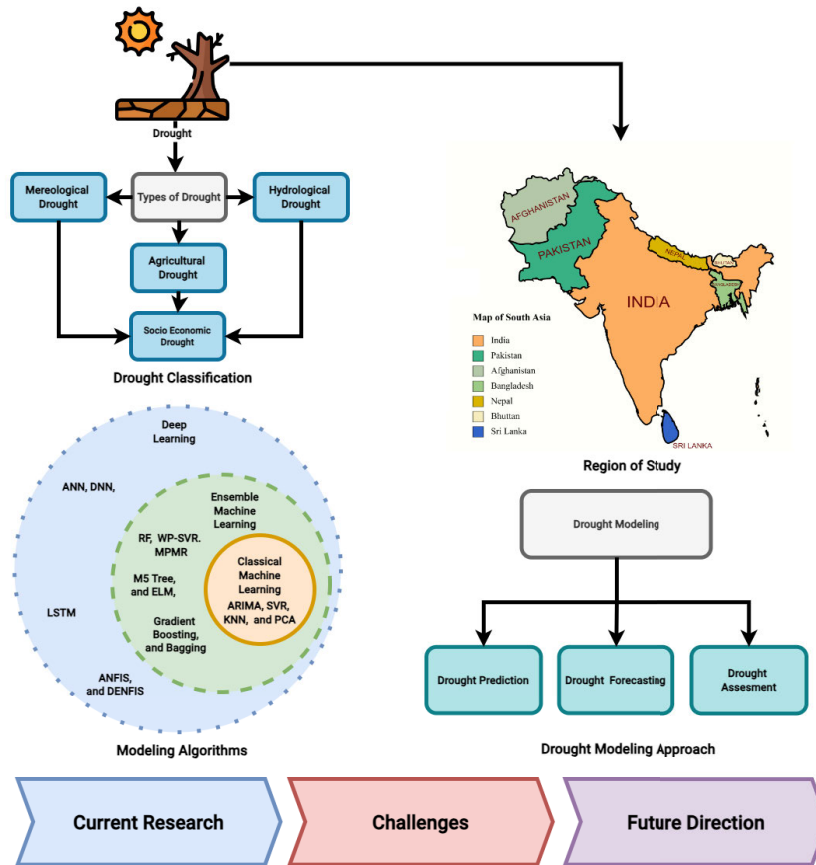 Drought
Mereological
Drought
Types of Drought
Hydrological
Drought
Agricultural
Drought
Socio Economic
Drought
Drought Classification
AFGHANISTAN
PAKISTAN
NEPAL
BHUTAN
BANGLADESH
INDIA
SRI LANKA
Map of South Asia
India
Pakistan
Afghanistan
Bangladesh
Nepal
Bhuttan
Sri Lanka
Region of Study
Deep
Learning
ANN, DNN,
LSTM
ANFIS,
and DENFIS
Ensemble
Machine
Learning
RF, WP-SVR.
MPMR
M5 Tree,
and ELM,
Gradient
Boosting,
and Bagging
Classical
Machine
Learning
ARIMA, SVR,
KNN, and PCA
Modeling Algorithms
Drought Modeling
Drought Prediction
Drought Forecasting
Drought
Assesment
Drought Modeling Approach
Current Research
Challenges
Future Direction